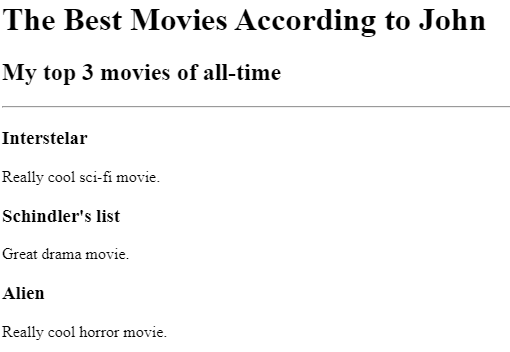 The Best Movies According to John
My top 3 movies of all-time
Interstelar
Really cool sci-fi movie.
Schindler's list
Great drama movie.
Alien
Really cool horror movie.